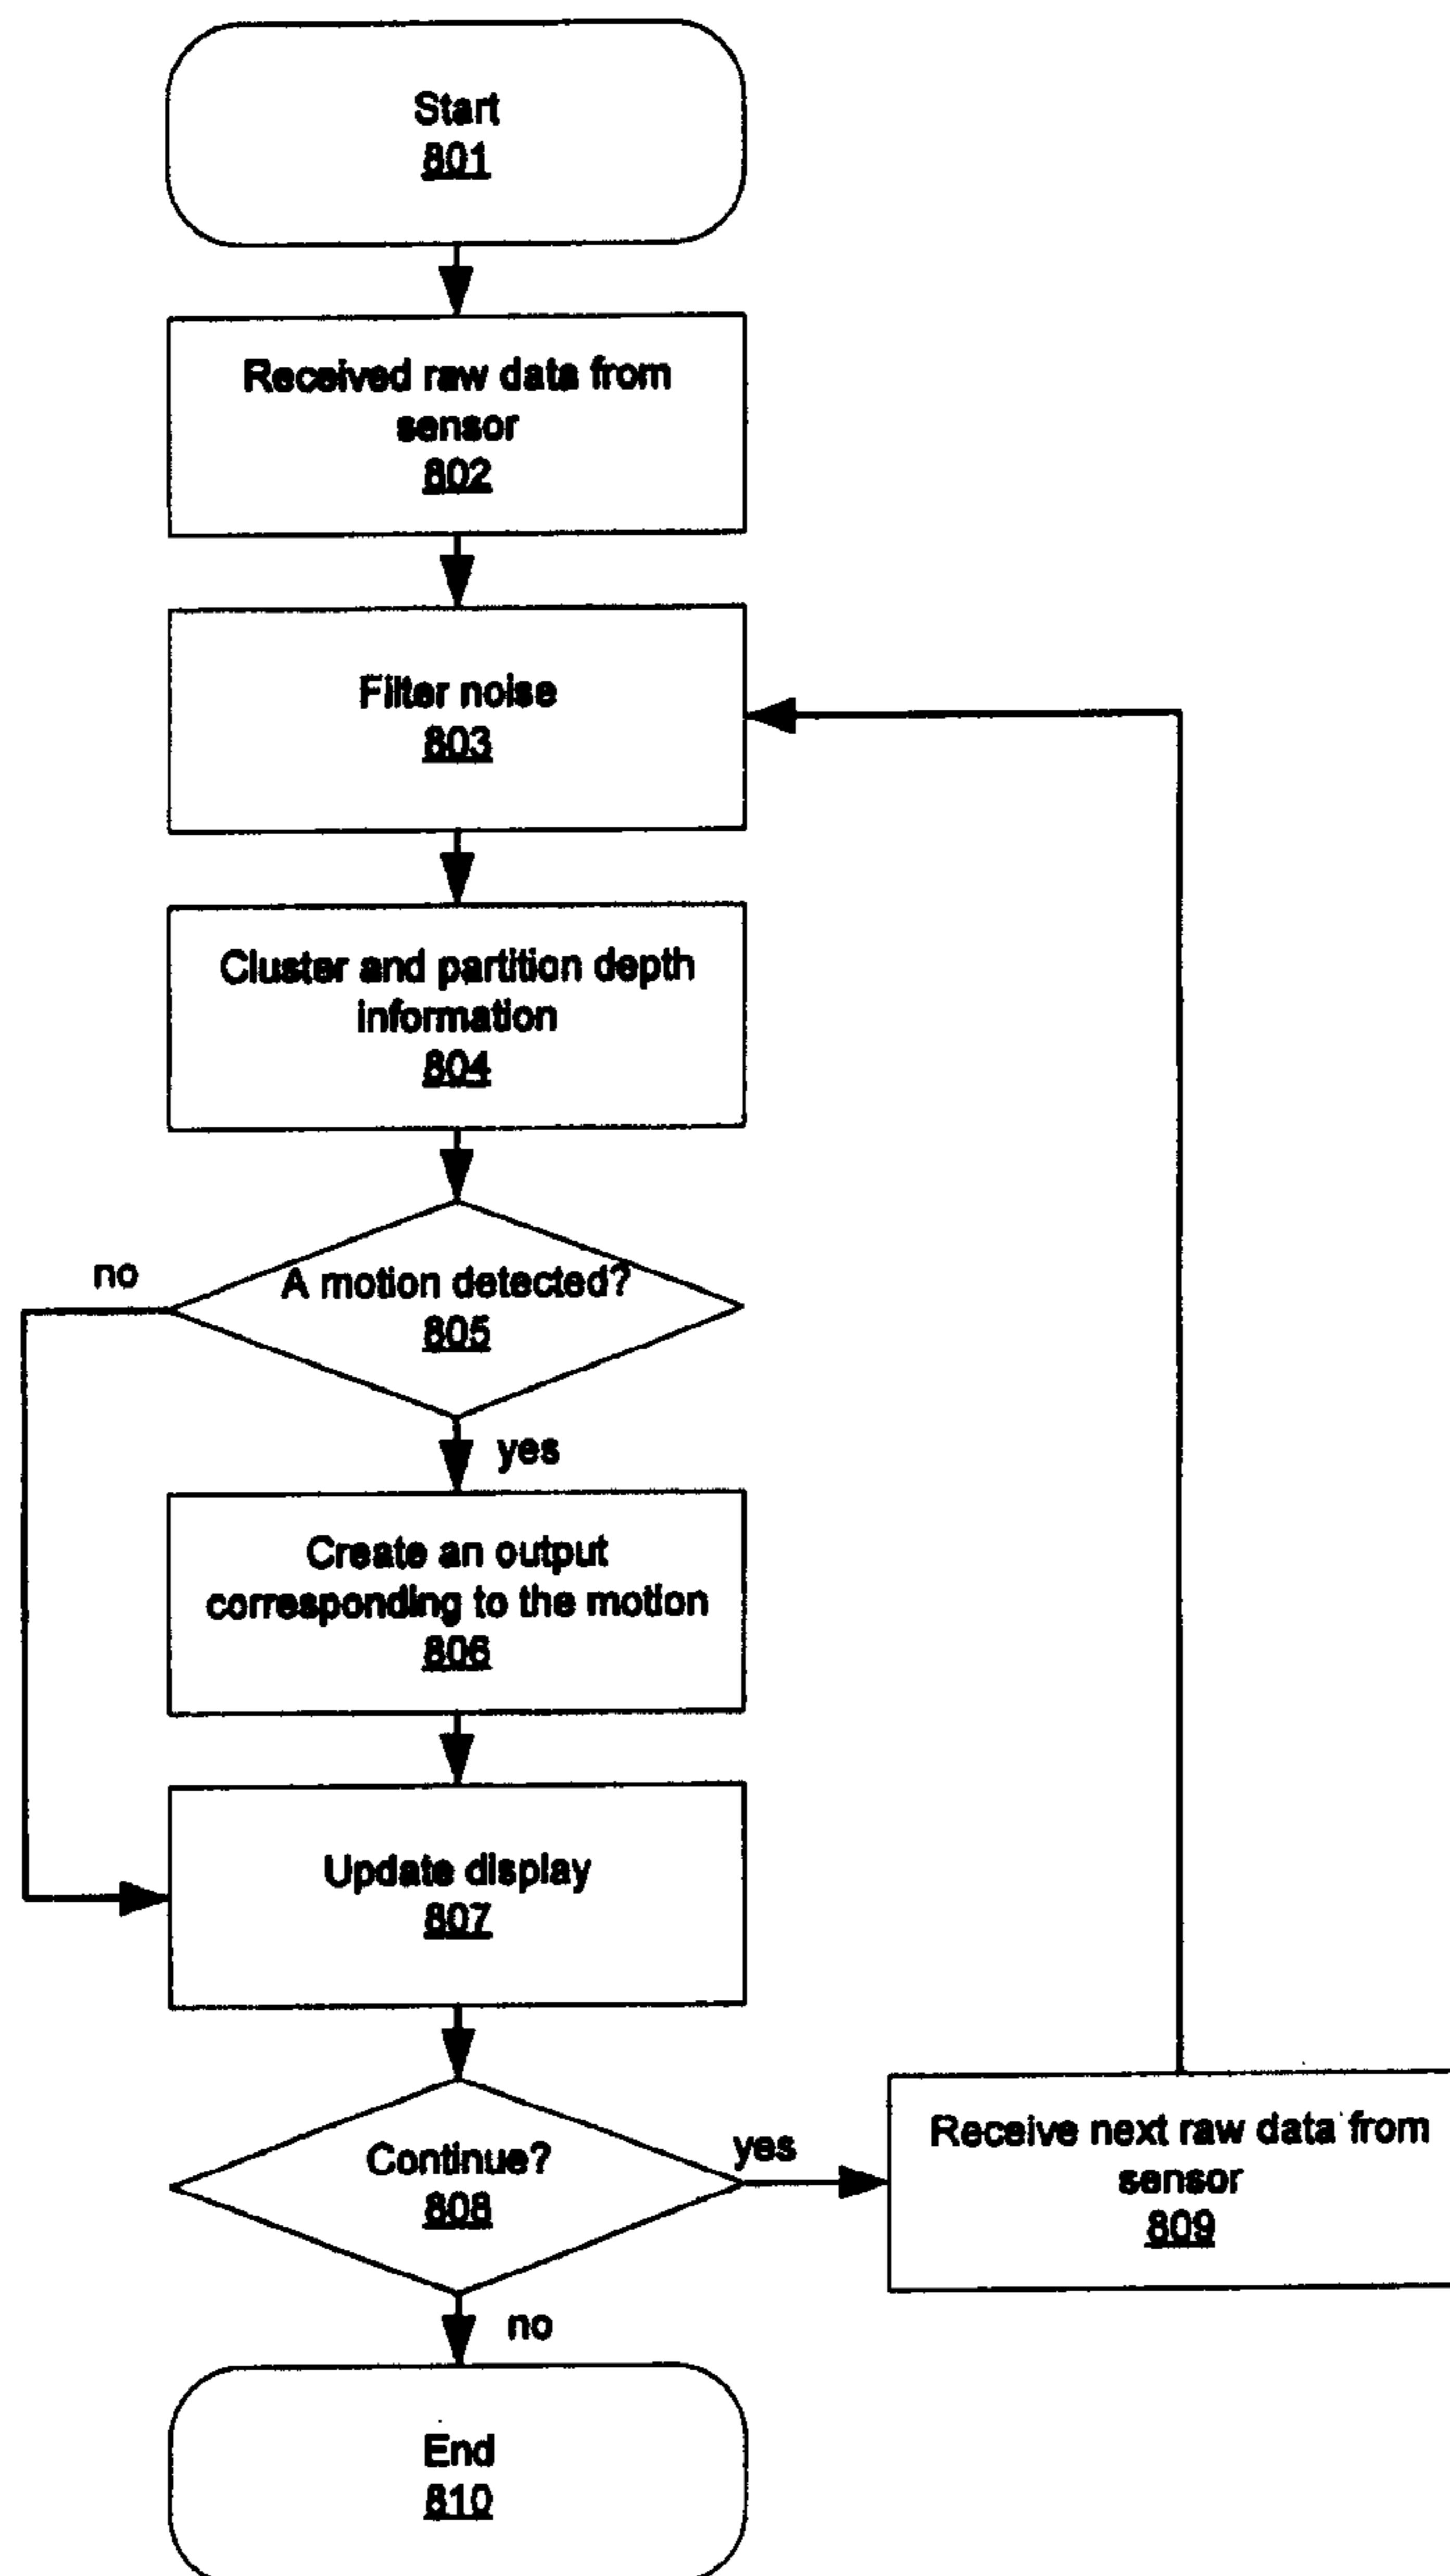 Start
801
Received raw data from
sensor
802
Filter noise
803
Cluster and partition depth
information
804
no
A motion detected?
805
yes
Create an output
corresponding to the motion
806
Update display
807
Continue?
808
yes
Receive next raw data from
sensor
809
no
End
810